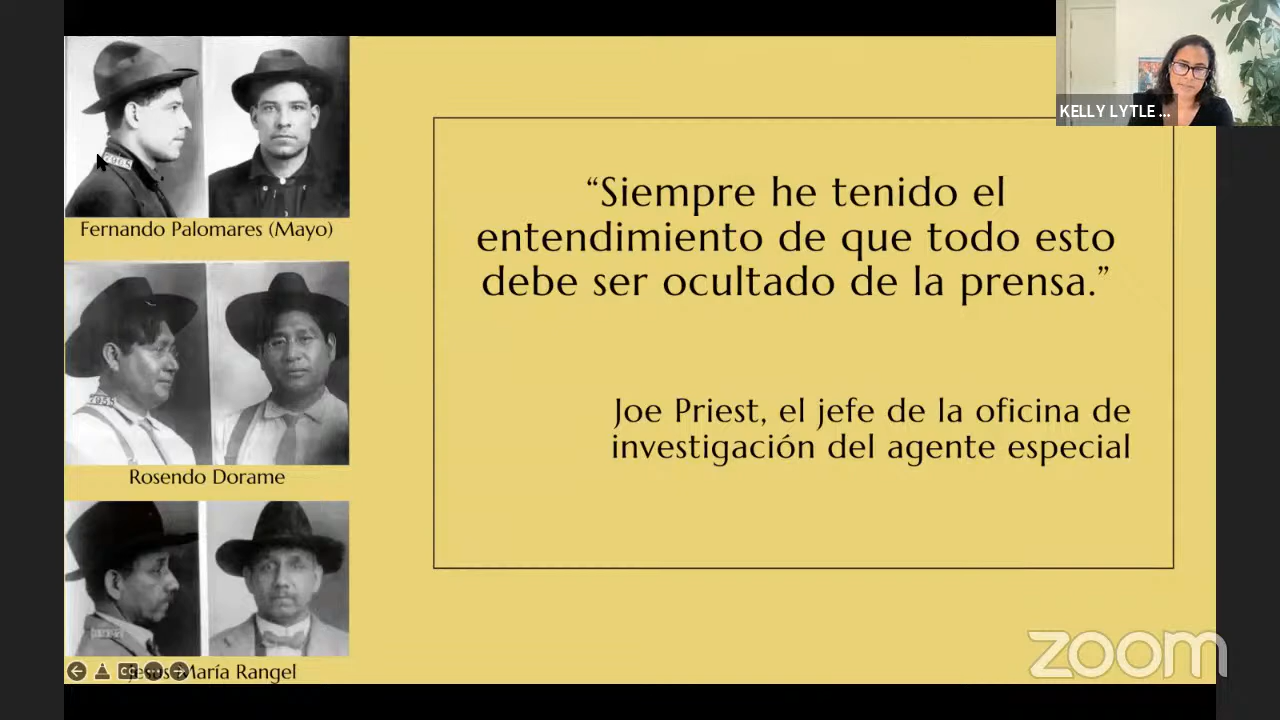 KELLY LYTLE ...
Fernando Palomares (Mayo)
Rosendo Dorame
Jesús María Rangel
“Siempre he tenido el
entendimiento de que todo esto
debe ser ocultado de la prensa.”
Joe Priest, el jefe de la oficina de
investigación del agente especial
zoom